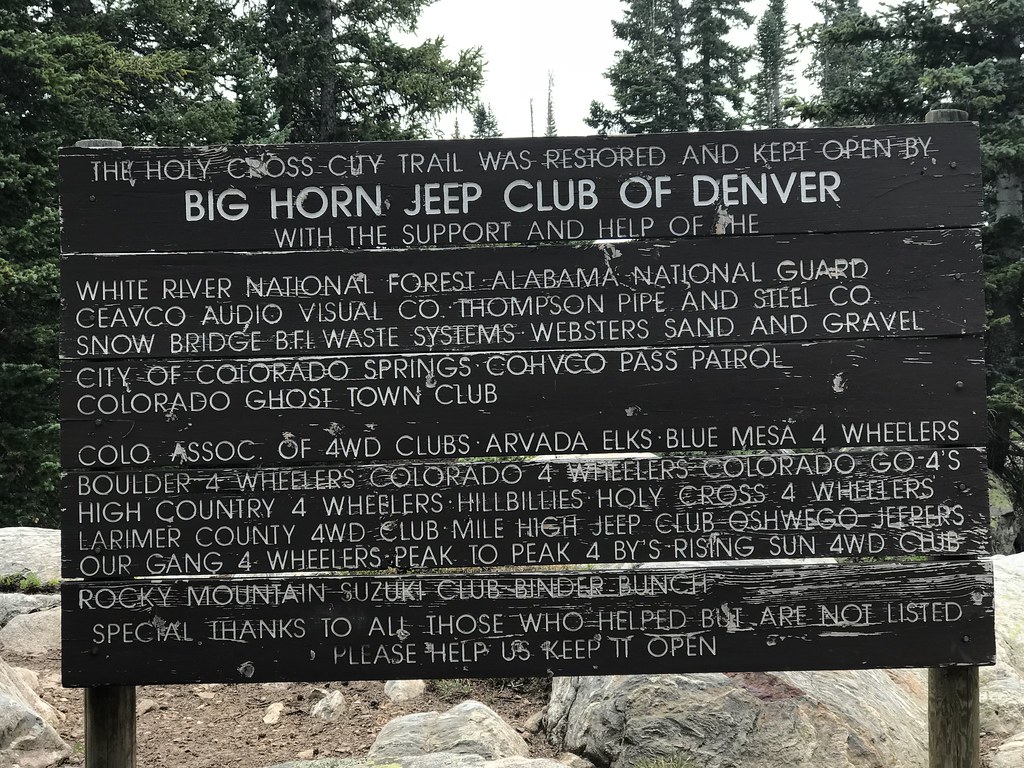 THE HOLY CROSS CITY TRAIL WAS RESTORED AND KEPT OPEN BY
BIG HORN JEEP CLUB OF DENVER
WITH THE SUPPORT AND HELP OF THE
WHITE RIVER NATIONAL FOREST ALABAMA NATIONAL GUARD
CEAVCO AUDIO VISUAL CO. THOMPSON PIPE AND STEEL CO.
SNOW BRIDGE B.F.I. WASTE SYSTEMS WEBSTERS SAND AND GRAVEL
CITY OF COLORADO SPRINGS·COHVCO PASS PATROL
COLORADO GHOST TOWN CLUB
COLO. ASSOC. OF 4WD CLUBS·ARVADA ELKS·BLUE MESA 4 WHEELERS
BOULDER 4 WHEELERS COLORADO 4 WHEELERS COLORADO GO-4'S
HIGH COUNTRY 4 WHEELERS·HILLBILLIES HOLY CROSS 4 WHEELERS
LARIMER COUNTY 4WD CLUB·MILE HIGH JEEP CLUB OSHWEGO JEEPERS
OUR GANG 4 WHEELERS·PEAK TO PEAK 4 BY'S·RISING SUN 4WD CLUB
ROCKY MOUNTAIN SUZUKI CLUB·BINDER BUNCH
SPECIAL THANKS TO ALL THOSE WHO HELPED BUT ARE NOT LISTED
PLEASE HELP US KEEP IT OPEN